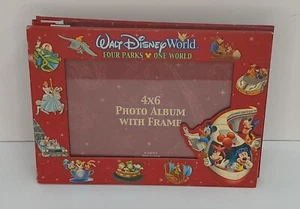 WALT DISNEY WORLD
FOUR PARKS ONE WORLD
4X6
PHOTO ALBUM
WITH FRAME